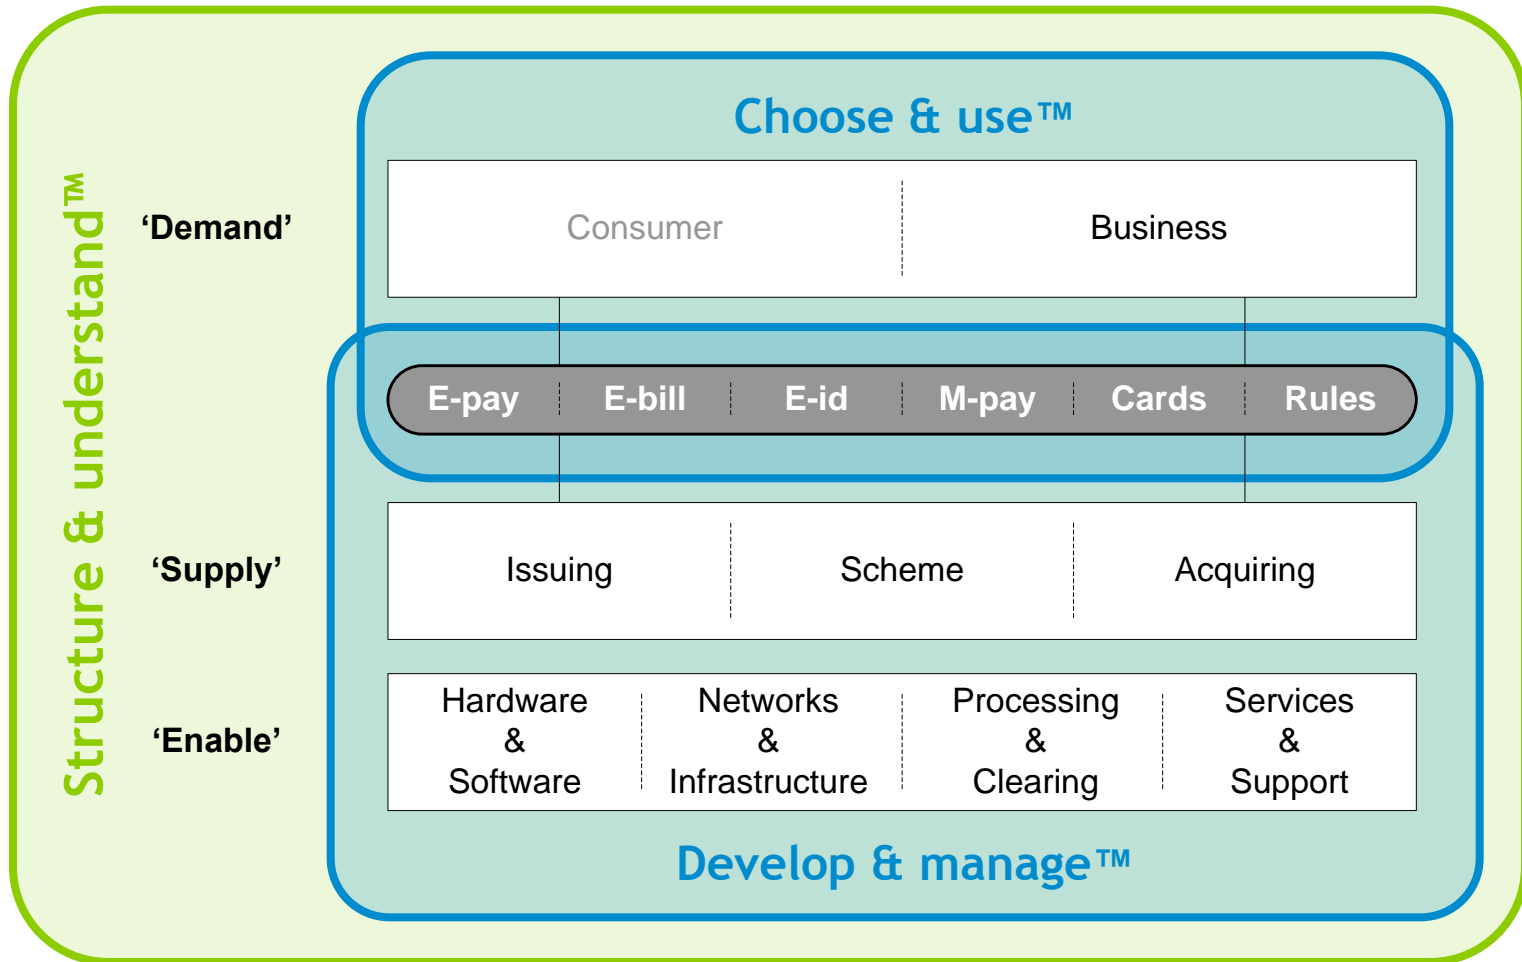 Structure & understand™
Choose & use™
‘Demand’
Consumer
Business
E-pay
E-bill
E-id
M-pay
Cards
Rules
‘Supply’
Issuing
Scheme
Acquiring
‘Enable’
Hardware
&
Software
Networks
&
Infrastructure
Processing
&
Clearing
Services
&
Support
Develop & manage™